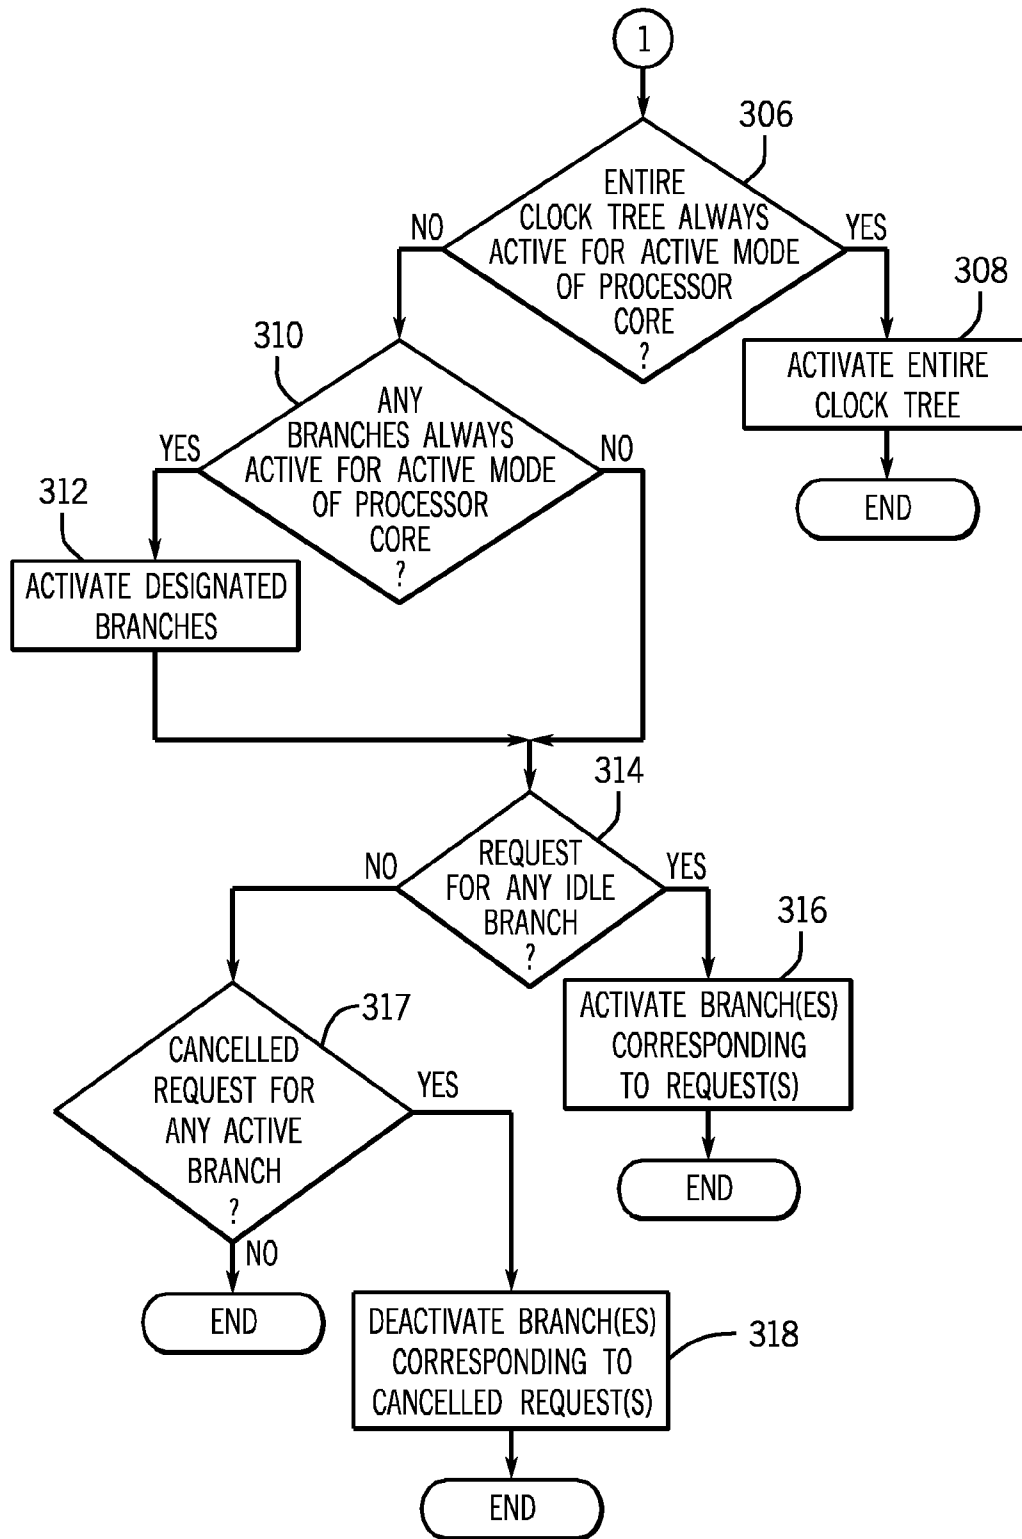 1
306
ENTIRE
CLOCK TREE ALWAYS
ACTIVE FOR ACTIVE MODE
OF PROCESSOR
CORE
?
NO
YES
308
ACTIVATE ENTIRE
CLOCK TREE
END
310
ANY
BRANCHES ALWAYS
ACTIVE FOR ACTIVE MODE
OF PROCESSOR
CORE
?
YES
NO
312
ACTIVATE DESIGNATED
BRANCHES
314
REQUEST
FOR ANY IDLE
BRANCH
?
NO
YES
316
ACTIVATE BRANCH(ES)
CORRESPONDING
TO REQUEST(S)
END
317
CANCELLED
REQUEST FOR
ANY ACTIVE
BRANCH
?
YES
NO
END
DEACTIVATE BRANCH(ES)
CORRESPONDING TO
CANCELLED REQUEST(S)
318
END